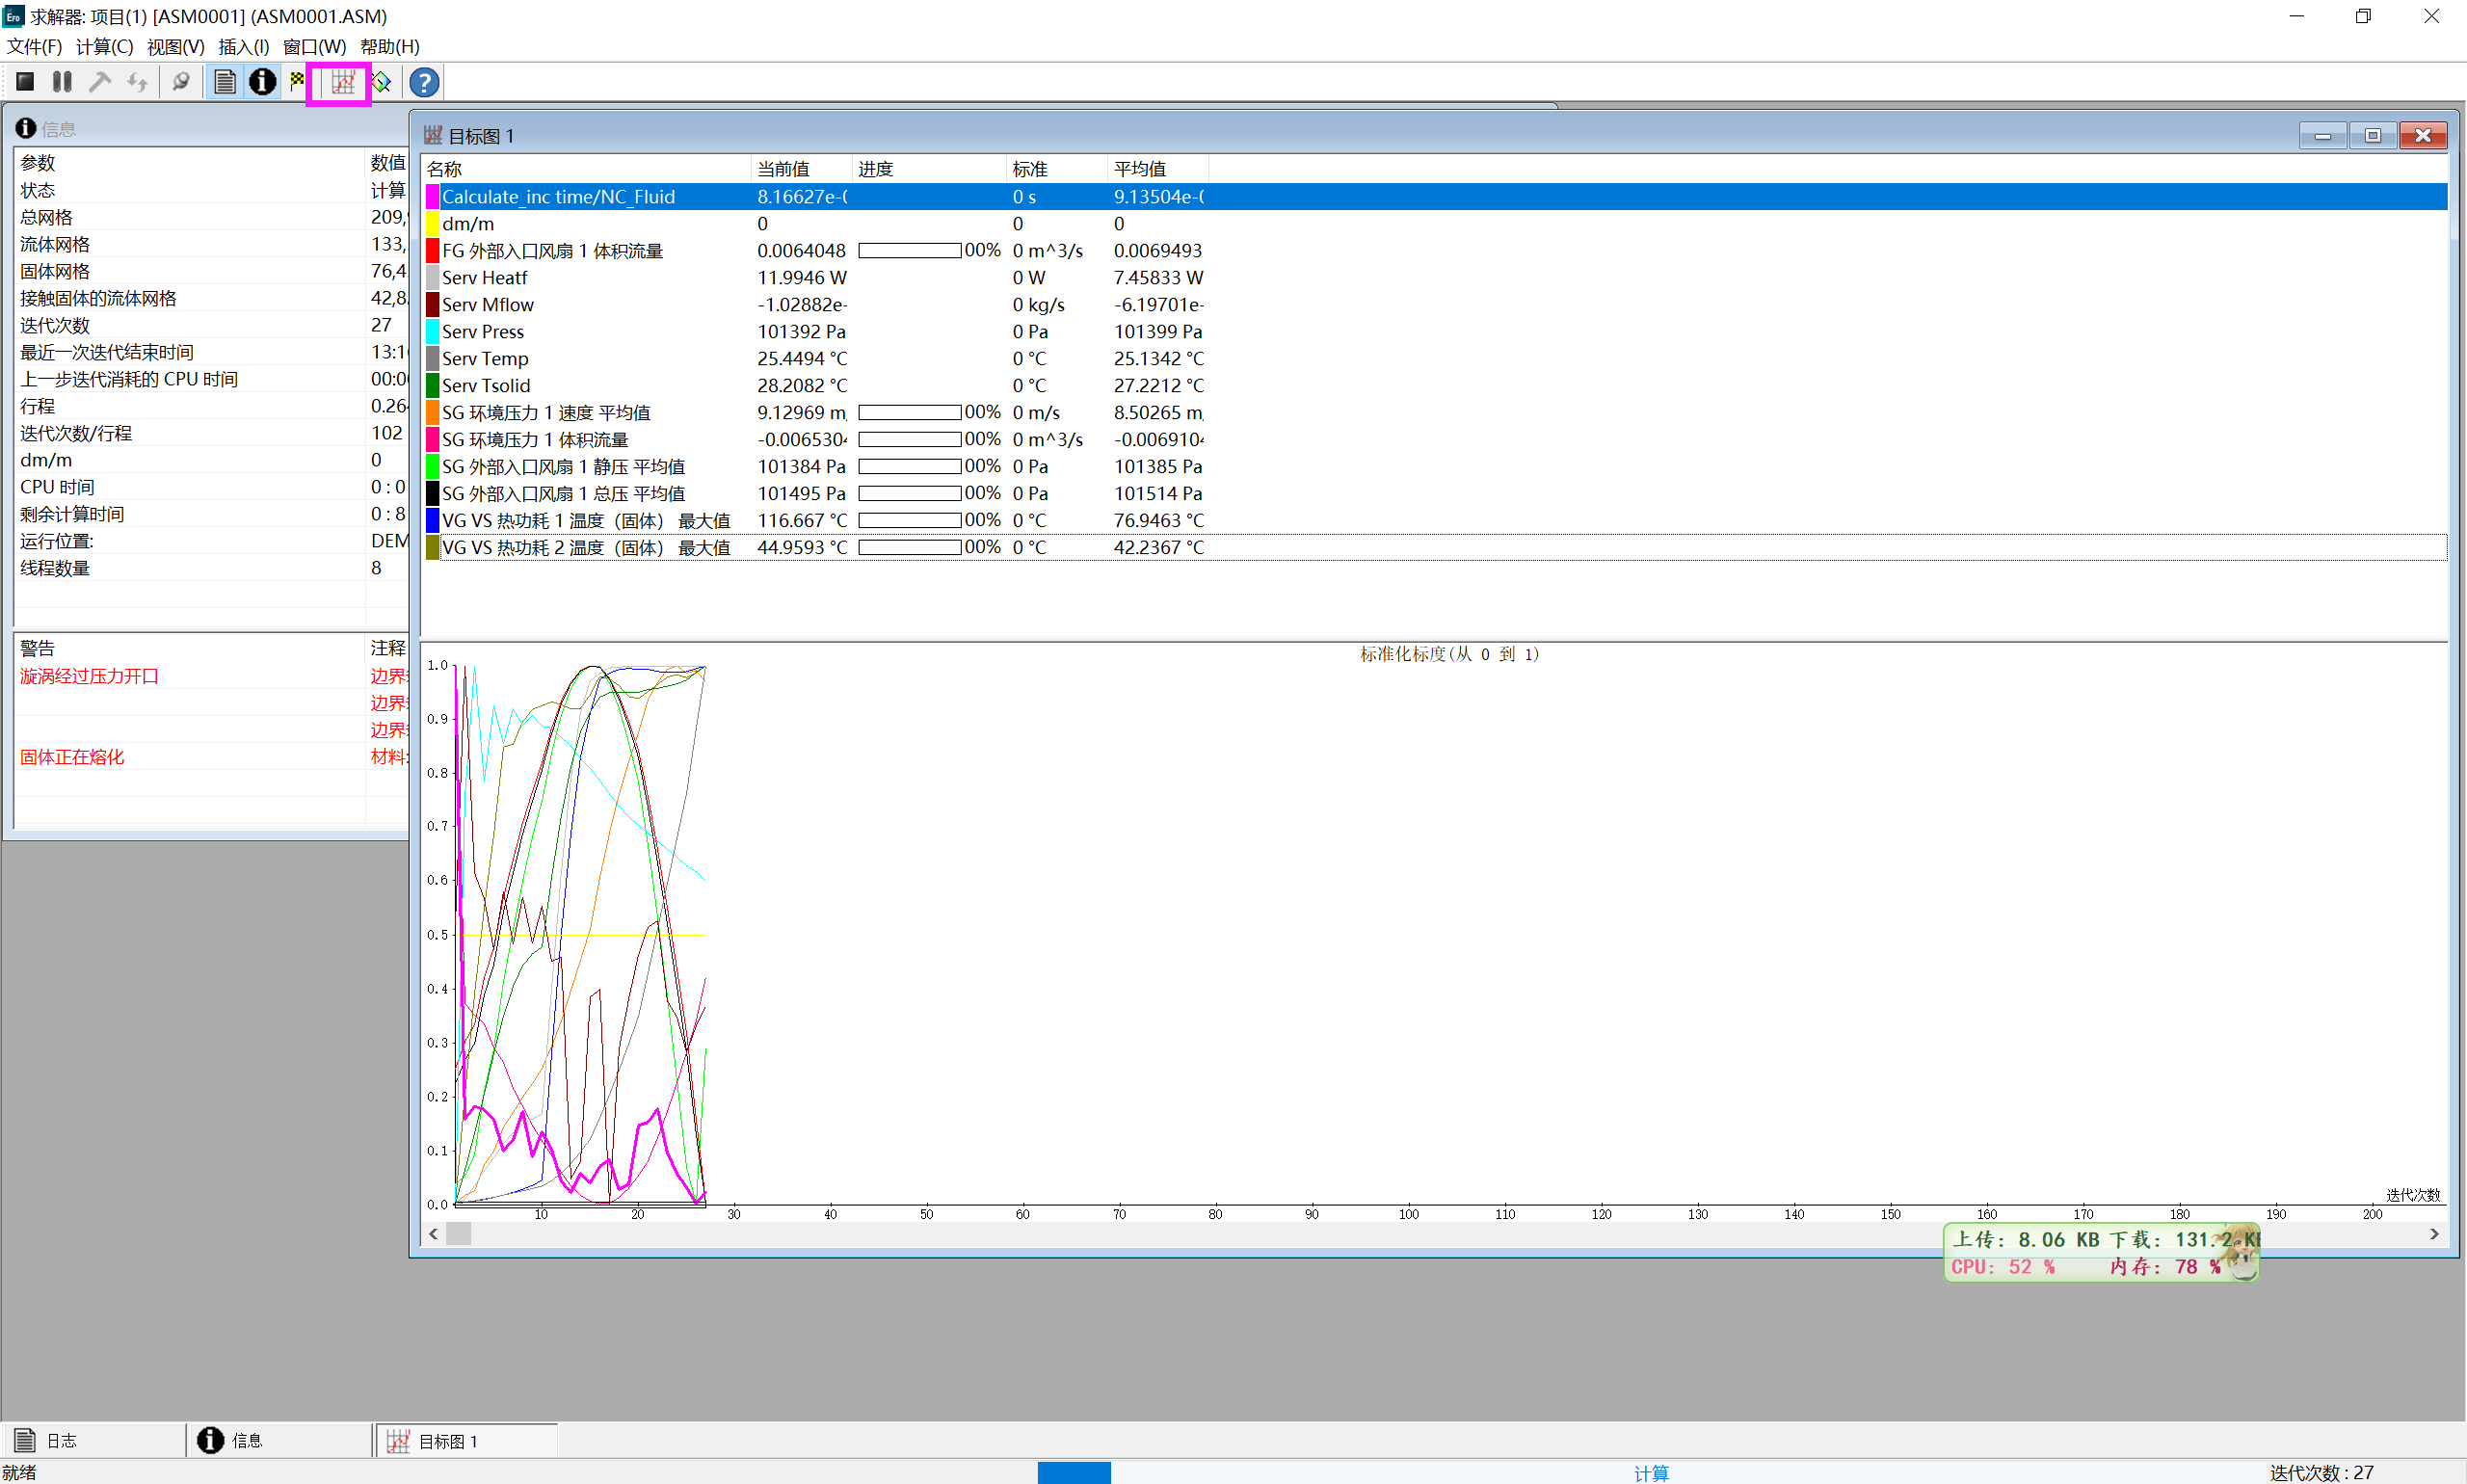 求解器: 项目(1) [ASM0001] (ASM0001.ASM)
文件(F) 计算(C) 视图(V) 插入(I) 窗口(W) 帮助(H)
信息
参数 数值
状态 计算
总网格 209,
流体网格 133,
固体网格 76,4
接触固体的流体网格 42,8
迭代次数 27
最近一次迭代结束时间 13:1
上一步迭代消耗的 CPU 时间 00:0
行程 0.264
迭代次数/行程 102
dm/m 0
CPU 时间 0 : 0
剩余计算时间 0 : 8
运行位置: DEM
线程数量 8
警告 注释
漩涡经过压力开口 边界
边界
边界
固体正在熔化 材料:
目标图 1
名称 当前值 进度 标准 平均值
Calculate_inc time/NC_Fluid 8.16627e-0 0 s 9.13504e-0
dm/m 0 0 0
FG 外部入口风扇 1 体积流量 0.0064048 00% 0 m^3/s 0.0069493
Serv Heatf 11.9946 W 0 W 7.45833 W
Serv Mflow -1.02882e- 0 kg/s -6.19701e-
Serv Press 101392 Pa 0 Pa 101399 Pa
Serv Temp 25.4494 °C 0 °C 25.1342 °C
Serv Tsolid 28.2082 °C 0 °C 27.2212 °C
SG 环境压力 1 速度 平均值 9.12969 m, 00% 0 m/s 8.50265 m,
SG 环境压力 1 体积流量 -0.0065304 00% 0 m^3/s -0.0069104
SG 外部入口风扇 1 静压 平均值 101384 Pa 00% 0 Pa 101385 Pa
SG 外部入口风扇 1 总压 平均值 101495 Pa 00% 0 Pa 101514 Pa
VG VS 热功耗 1 温度（固体） 最大值 116.667 °C 00% 0 °C 76.9463 °C
VG VS 热功耗 2 温度（固体） 最大值 44.9593 °C 00% 0 °C 42.2367 °C
标准化标度(从 0 到 1)
1.0
0.9
0.8
0.7
0.6
0.5
0.4
0.3
0.2
0.1
0.0
迭代次数
10 20 30 40 50 60 70 80 90 100 110 120 130 140 150 160 170 180 190 200
上传: 8.06 KB 下载: 131.2 KB
CPU: 52 % 内存: 78 %
日志 信息 目标图 1
就绪 计算 迭代次数 : 27